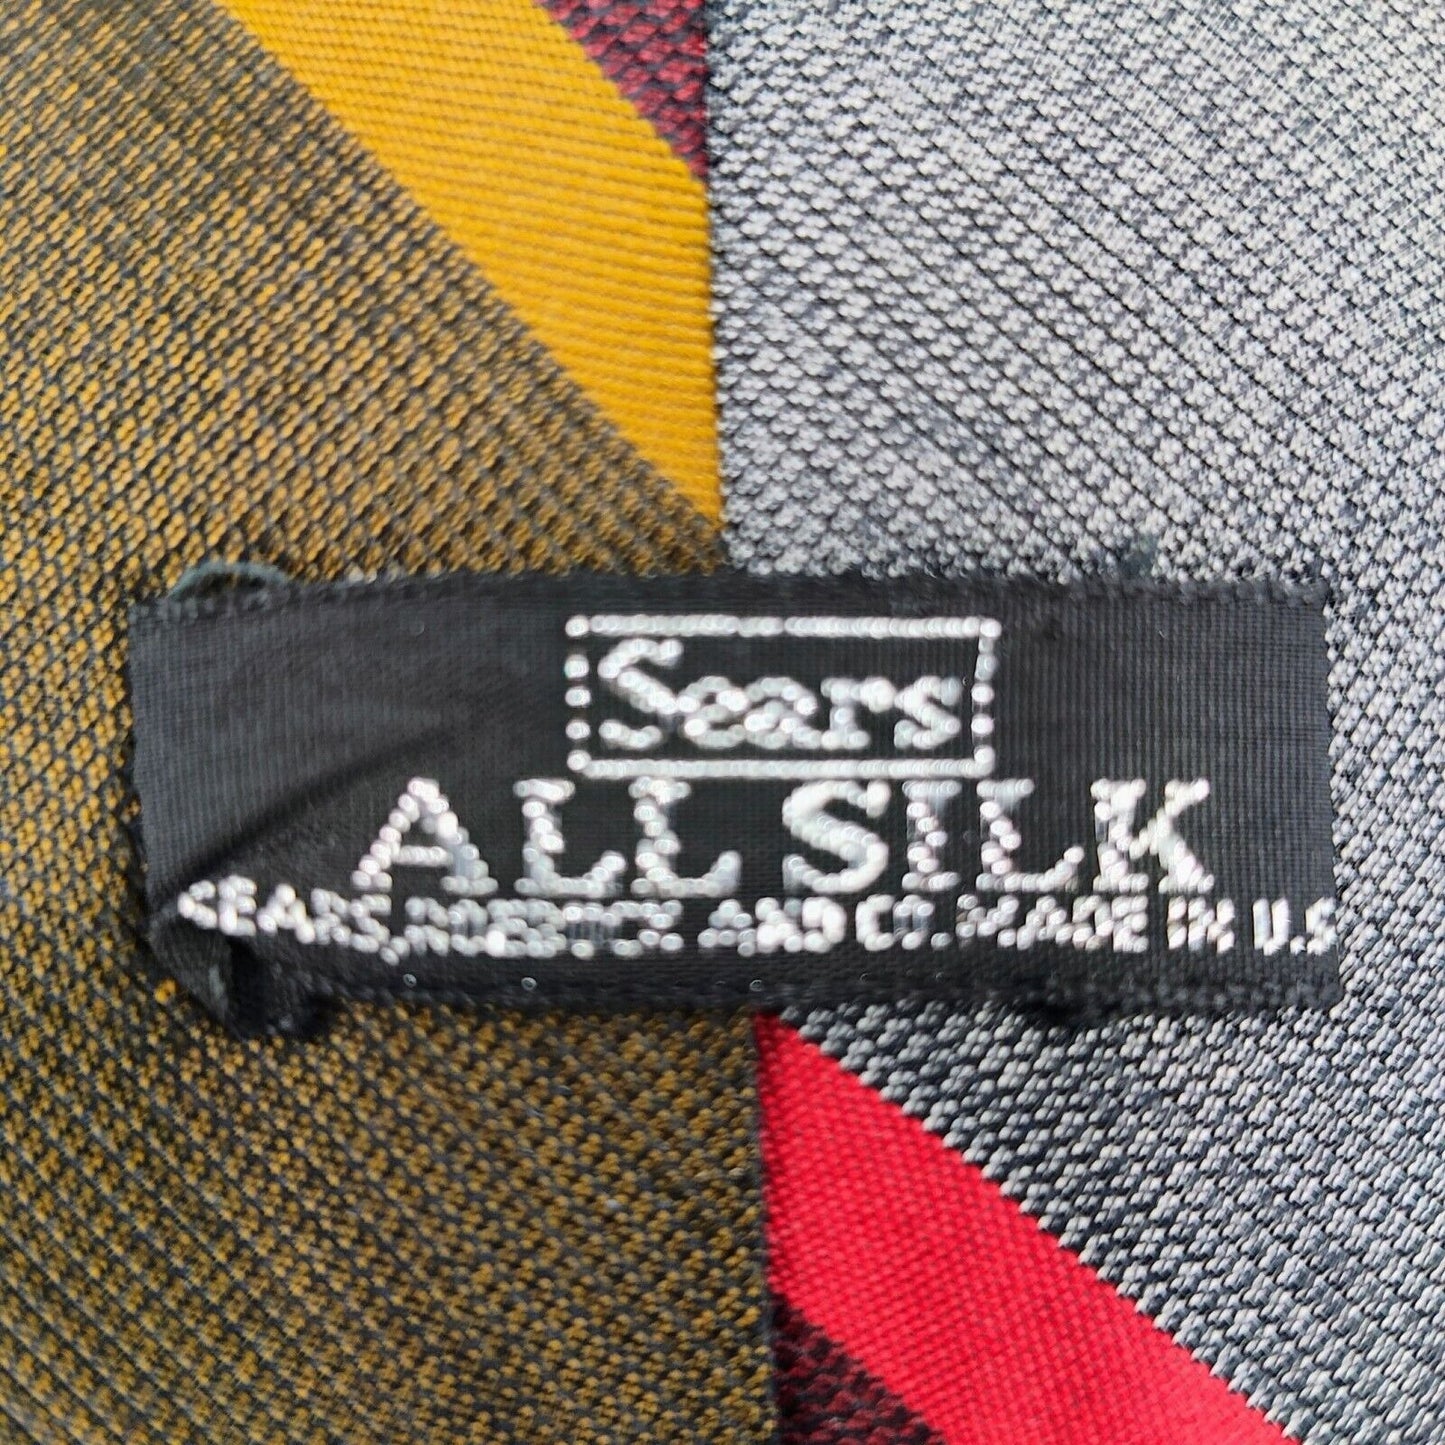 Sears
ALL SILK
SEARS, ROEBUCK AND CO. MADE IN U.S